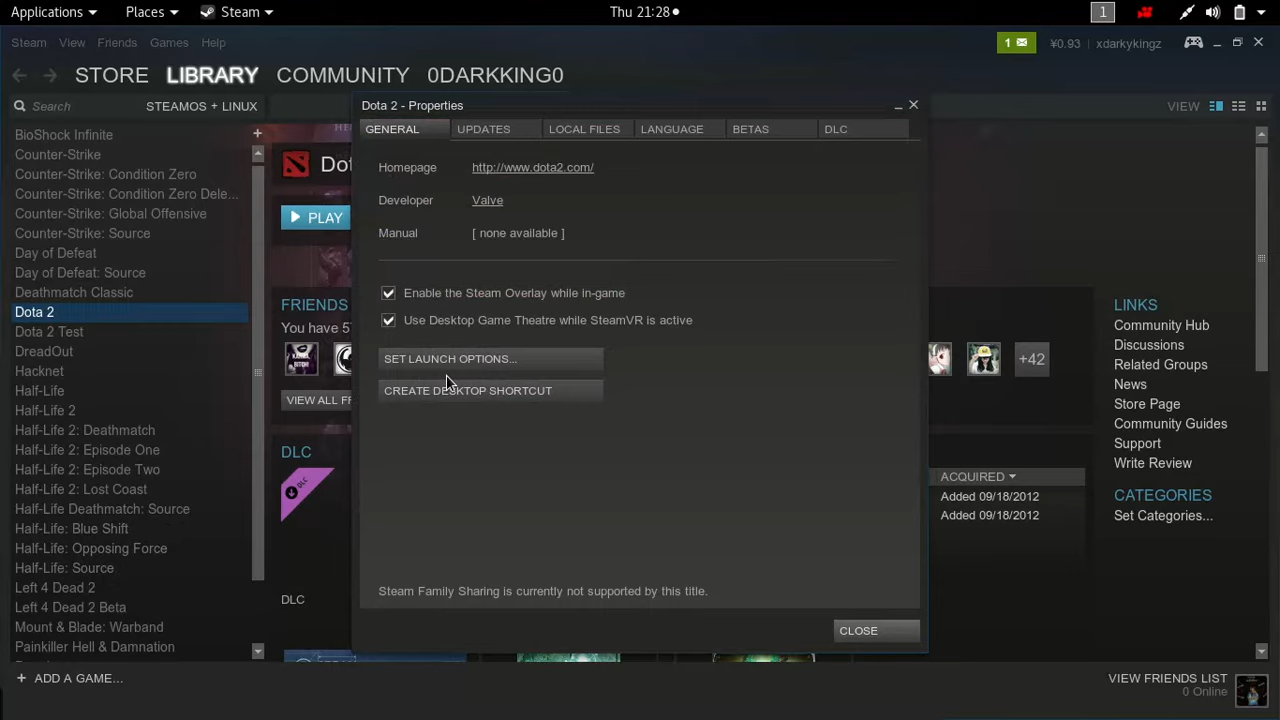 Applications Places Steam Thu 21:28 1
Steam View Friends Games Help 1 ¥0.93 xdarkykingz
STORE LIBRARY COMMUNITY 0DARKKING0
Search STEAMOS + LINUX VIEW
Dota 2 - Properties
GENERAL UPDATES LOCAL FILES LANGUAGE BETAS DLC
Homepage http://www.dota2.com/
Developer Valve
Manual [ none available ]
Enable the Steam Overlay while in-game
Use Desktop Game Theatre while SteamVR is active
SET LAUNCH OPTIONS...
CREATE DESKTOP SHORTCUT
Steam Family Sharing is currently not supported by this title.
CLOSE
BioShock Infinite
Counter-Strike
Counter-Strike: Condition Zero
Counter-Strike: Condition Zero Dele...
Counter-Strike: Global Offensive
Counter-Strike: Source
Day of Defeat
Day of Defeat: Source
Deathmatch Classic
Dota 2
Dota 2 Test
DreadOut
Hacknet
Half-Life
Half-Life 2
Half-Life 2: Deathmatch
Half-Life 2: Episode One
Half-Life 2: Episode Two
Half-Life 2: Lost Coast
Half-Life Deathmatch: Source
Half-Life: Blue Shift
Half-Life: Opposing Force
Half-Life: Source
Left 4 Dead 2
Left 4 Dead 2 Beta
Mount & Blade: Warband
Painkiller Hell & Damnation
PLAY
FRIENDS
You have 5
+42
VIEW ALL
DLC
DLC
DLC
ACQUIRED
Added 09/18/2012
Added 09/18/2012
LINKS
Community Hub
Discussions
Related Groups
News
Store Page
Community Guides
Support
Write Review
CATEGORIES
Set Categories...
+ ADD A GAME...
VIEW FRIENDS LIST
0 Online